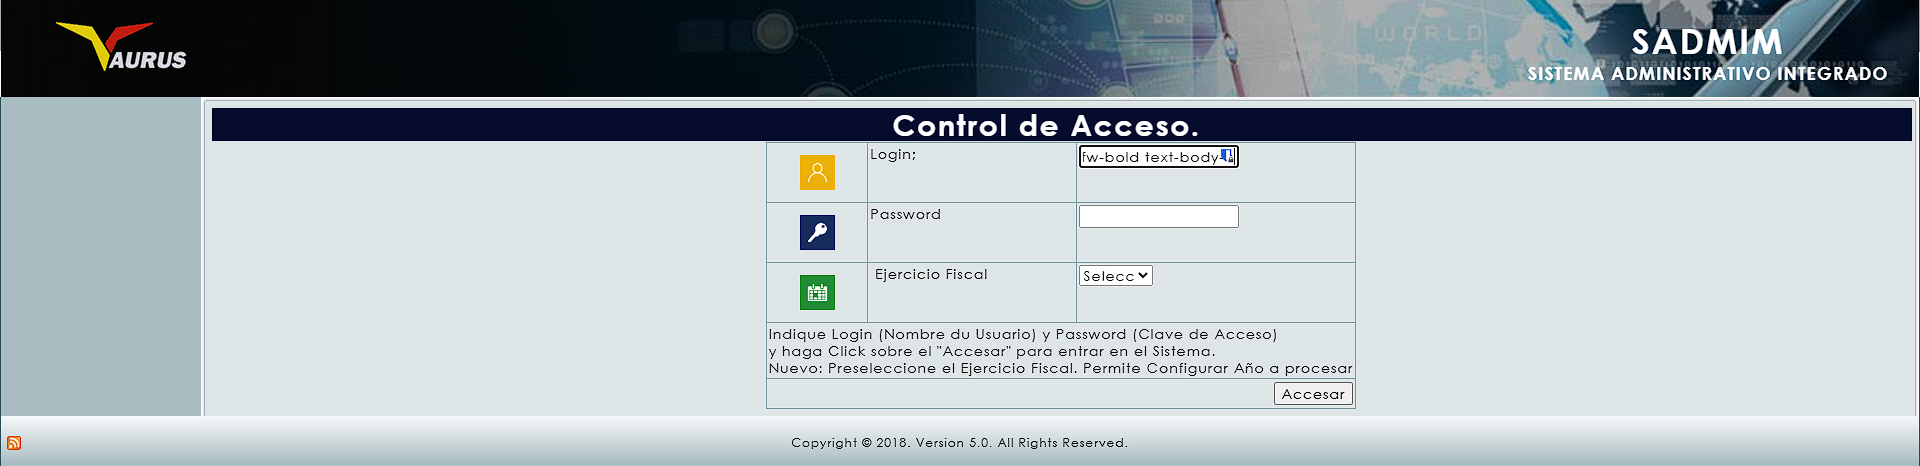 AURUS
WORLD
SADMIM
SISTEMA ADMINISTRATIVO INTEGRADO
Control de Acceso.
Login;
fw-bold text-body-
Password
Ejercicio Fiscal
Selecc
Indique Login (Nombre du Usuario) y Password (Clave de Acceso)
y haga Click sobre el "Accesar" para entrar en el Sistema.
Nuevo: Preseleccione el Ejercicio Fiscal. Permite Configurar Año a procesar
Accesar
Copyright © 2018. Version 5.0. All Rights Reserved.